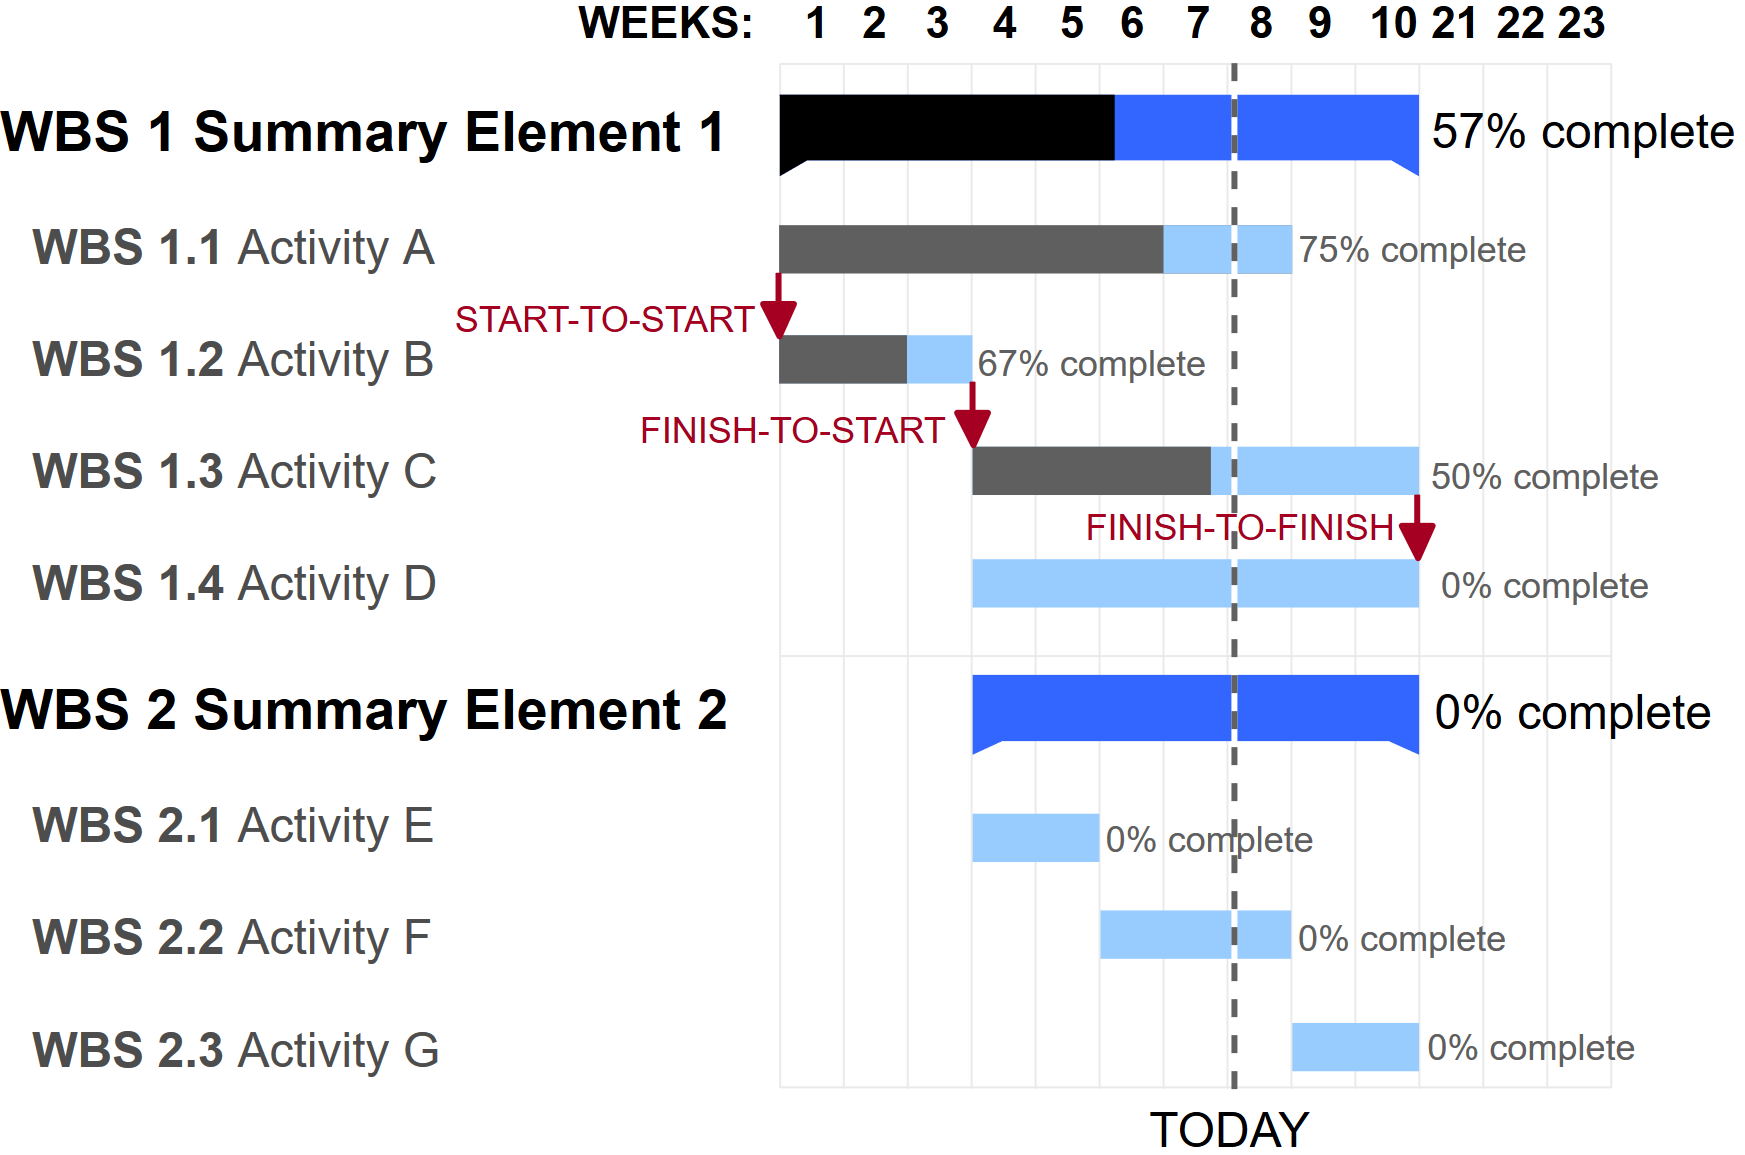 WEEKS: 1 2 3 4 5 6 7 8 9 10 21 22 23
WBS 1 Summary Element 1 57% complete
WBS 1.1 Activity A 75% complete
START-TO-START
WBS 1.2 Activity B 67% complete
FINISH-TO-START
WBS 1.3 Activity C 50% complete
FINISH-TO-FINISH
WBS 1.4 Activity D 0% complete
WBS 2 Summary Element 2 0% complete
WBS 2.1 Activity E 0% complete
WBS 2.2 Activity F 0% complete
WBS 2.3 Activity G 0% complete
TODAY